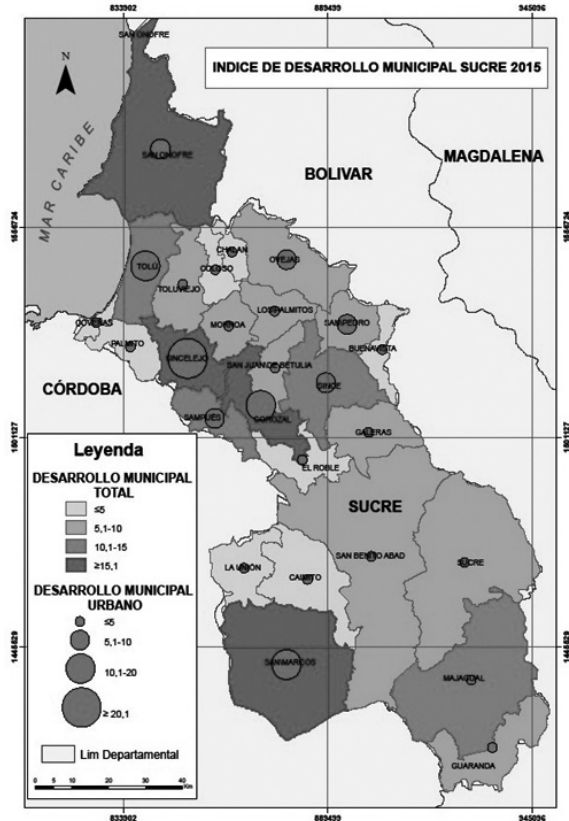 833902 889499 945096
SAN ONOFRE
N
INDICE DE DESARROLLO MUNICIPAL SUCRE 2015
MAR CARIBE
BOLIVAR
MAGDALENA
SAN ONOFRE
CHALAN
OVEJAS
TOLÚ
COLOSO
TOLUVIEJO
LOS PALMITOS
MORROA
SAN PEDRO
COVEÑAS
PALMITO
BUENAVISTA
SINCELEJO
SAN JUAN DE BETULIA
SINCE
CÓRDOBA
COROZAL
SAMPUÉS
GALERAS
EL ROBLE
SUCRE
SAN BENITO ABAD
SUCRE
LA UNIÓN
CAIMITO
SAN MARCOS
MAJAGUAL
GUARANDA
Leyenda
DESARROLLO MUNICIPAL
TOTAL
≤5
5,1-10
10,1-15
≥15,1
DESARROLLO MUNICIPAL
URBANO
≤5
5,1-10
10,1-20
≥ 20,1
Lim Departamental
0 5 10 20 30 40
Km
833902 889499 945096